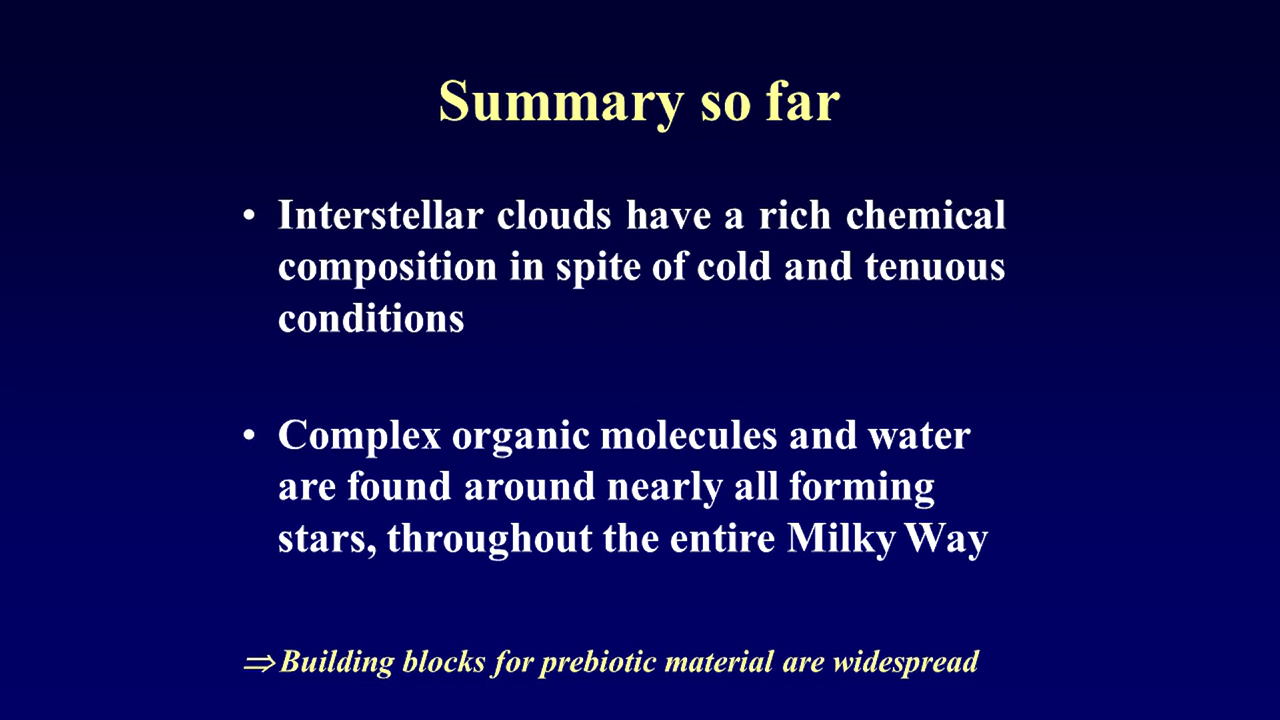 Summary so far
• Interstellar clouds have a rich chemical
composition in spite of cold and tenuous
conditions
• Complex organic molecules and water
are found around nearly all forming
stars, throughout the entire Milky Way
⇒ Building blocks for prebiotic material are widespread